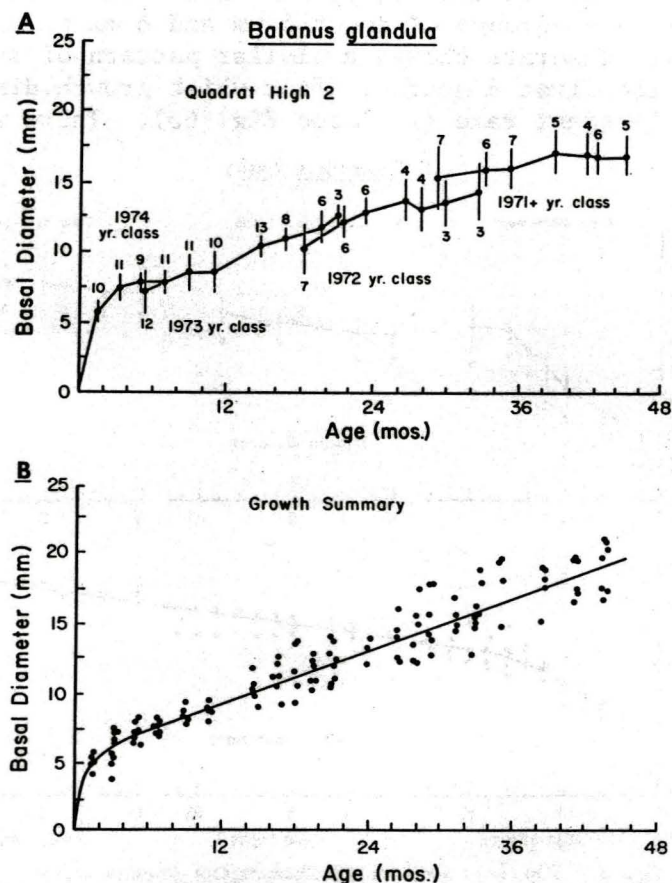 A
Balanus glandula
Quadrat High 2
Basal Diameter (mm)
25
20
15
10
5
0
1974
yr. class
1973 yr. class
1972 yr. class
1971+ yr. class
10 11 9 11 11 10 13 8 6 3 6 4 4 7 6 7 5 4 6 5
12 7 6 3 3
12 24 36 48
Age (mos.)
B
Growth Summary
Basal Diameter (mm)
25
20
15
10
5
0
12 24 36 48
Age (mos.)